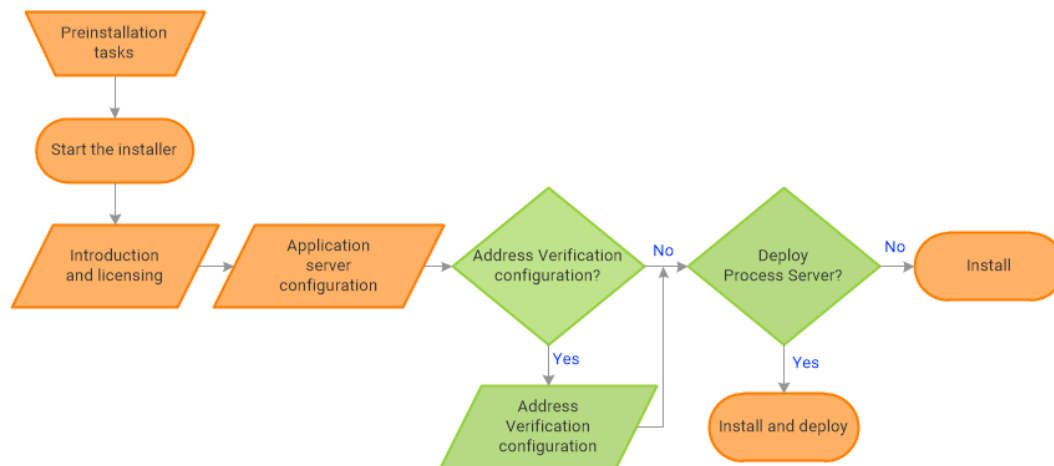 Preinstallation
tasks
Start the installer
Introduction
and licensing
Application
server
configuration
Address Verification
configuration?
No
Yes
Address
Verification
configuration
Deploy
Process Server?
No
Install
Yes
Install and deploy